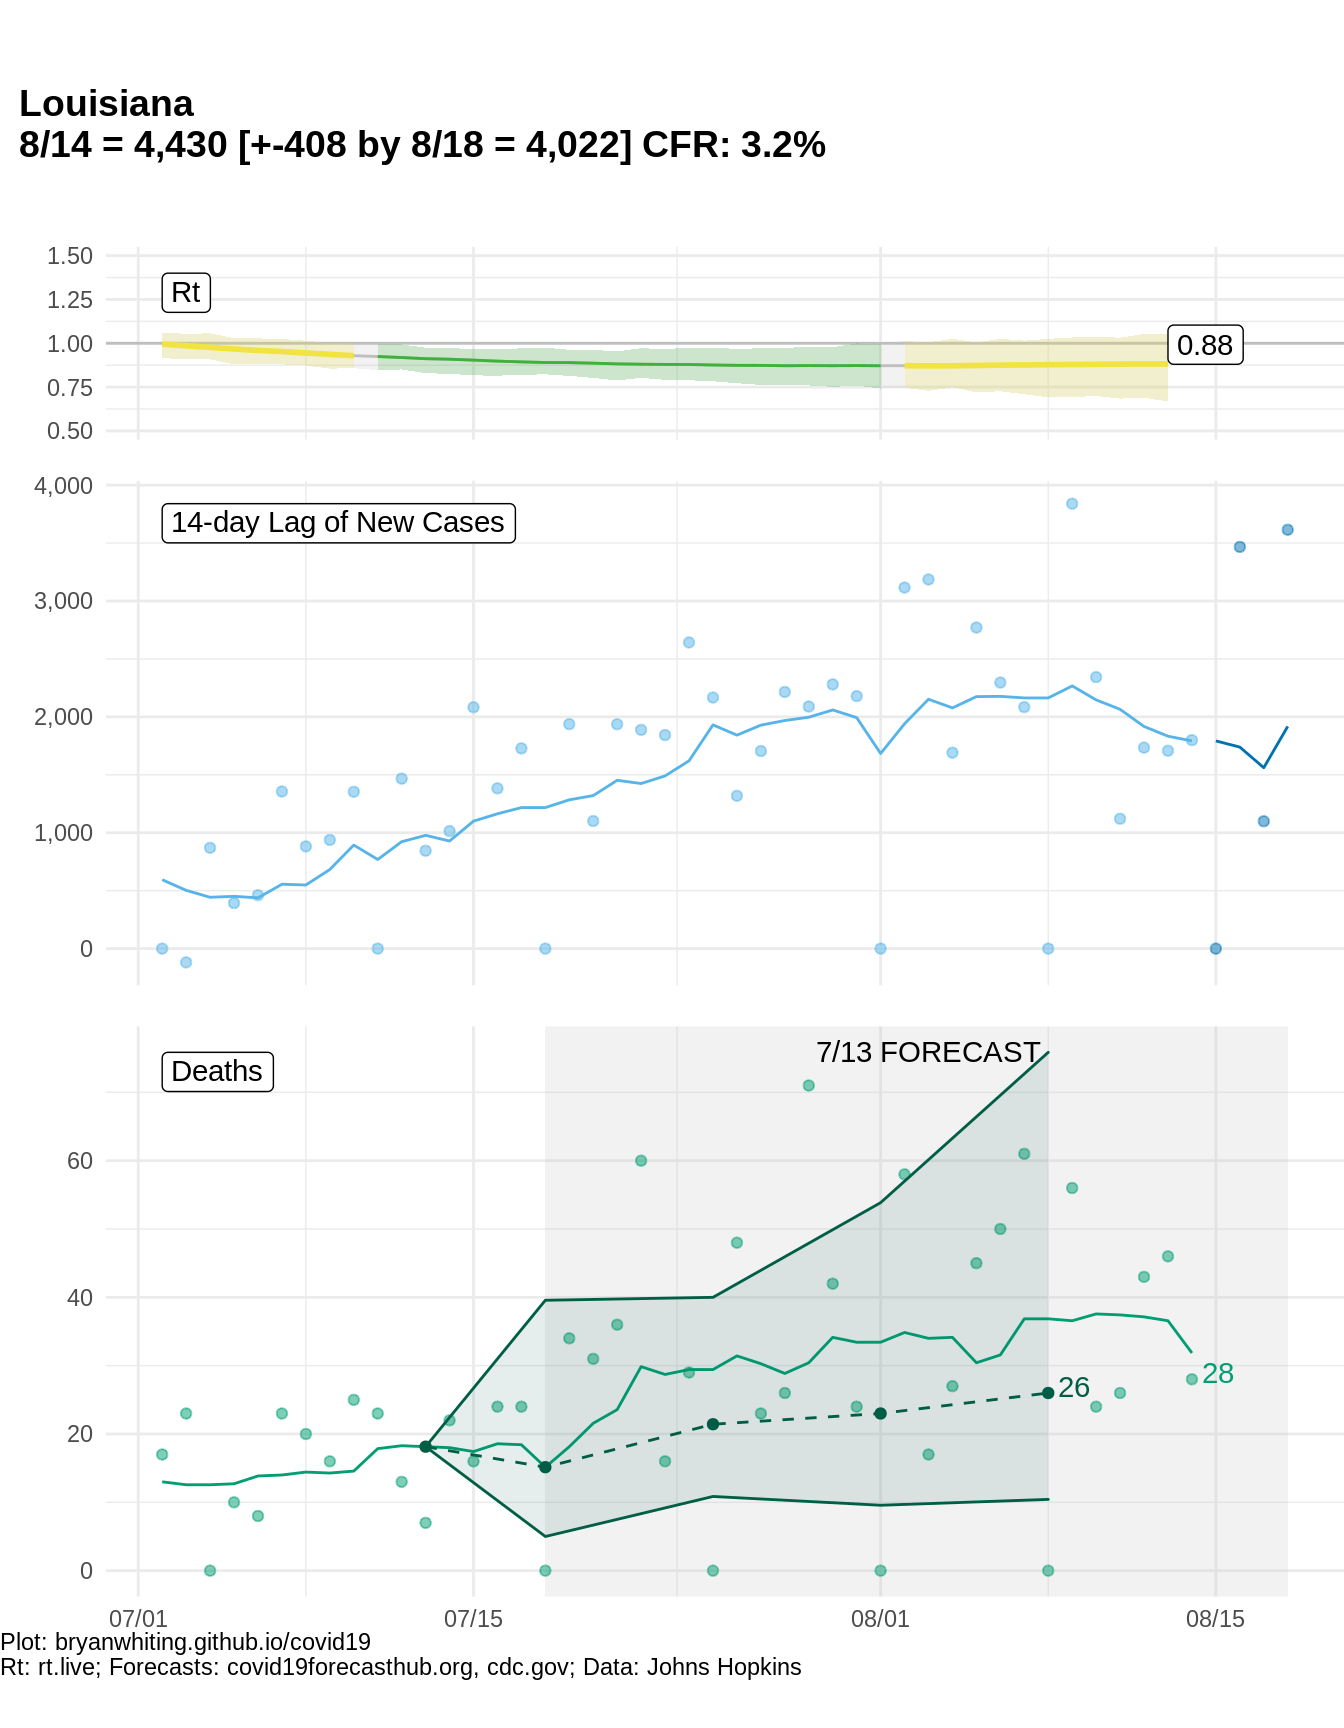 Louisiana
8/14 = 4,430 [+-408 by 8/18 = 4,022] CFR: 3.2%
1.50
1.25
1.00
0.75
0.50
Rt
0.88
4,000
3,000
2,000
1,000
0
14-day Lag of New Cases
Deaths
7/13 FORECAST
60
40
20
0
26
28
07/01
07/15
08/01
08/15
Plot: bryanwhiting.github.io/covid19
Rt: rt.live; Forecasts: covid19forecasthub.org, cdc.gov; Data: Johns Hopkins